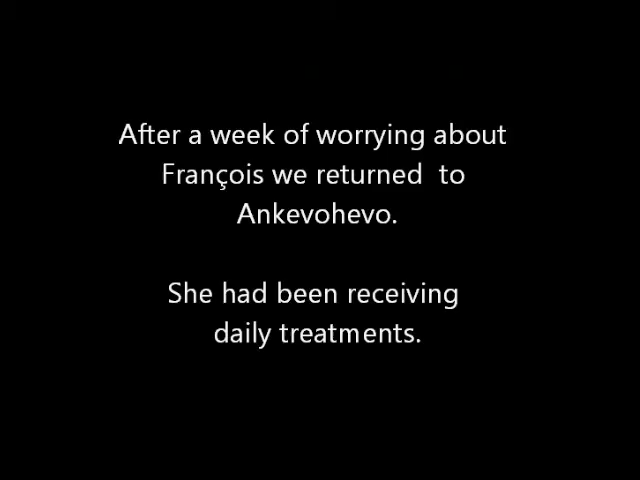 After a week of worrying about
François we returned  to
Ankevohevo.
She had been receiving
daily treatments.